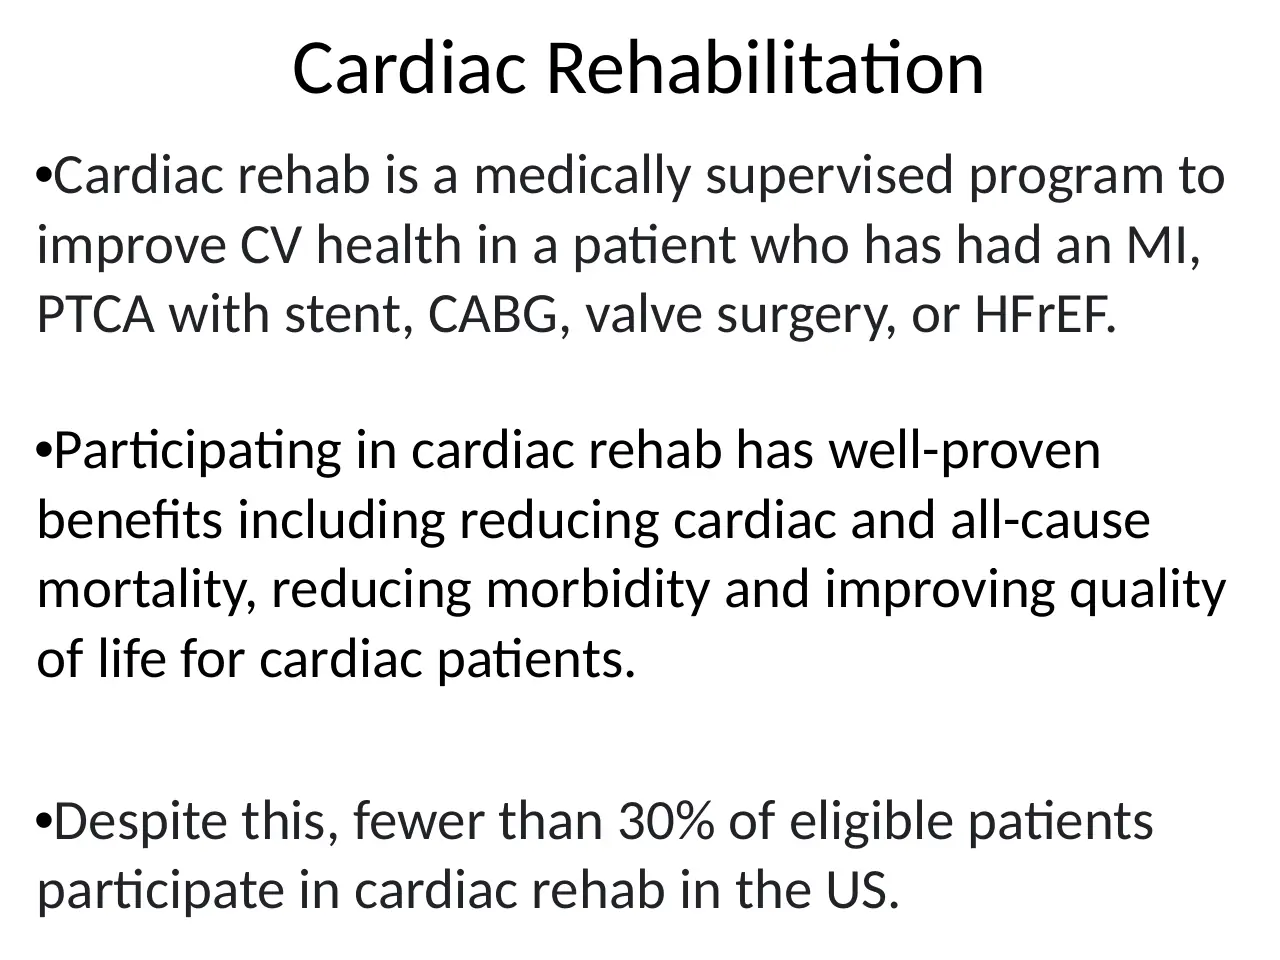 Cardiac Rehabilitation
•Cardiac rehab is a medically supervised program to
improve CV health in a patient who has had an MI,
PTCA with stent, CABG, valve surgery, or HFrEF.
•Participating in cardiac rehab has well-proven
benefits including reducing cardiac and all-cause
mortality, reducing morbidity and improving quality
of life for cardiac patients.
•Despite this, fewer than 30% of eligible patients
participate in cardiac rehab in the US.